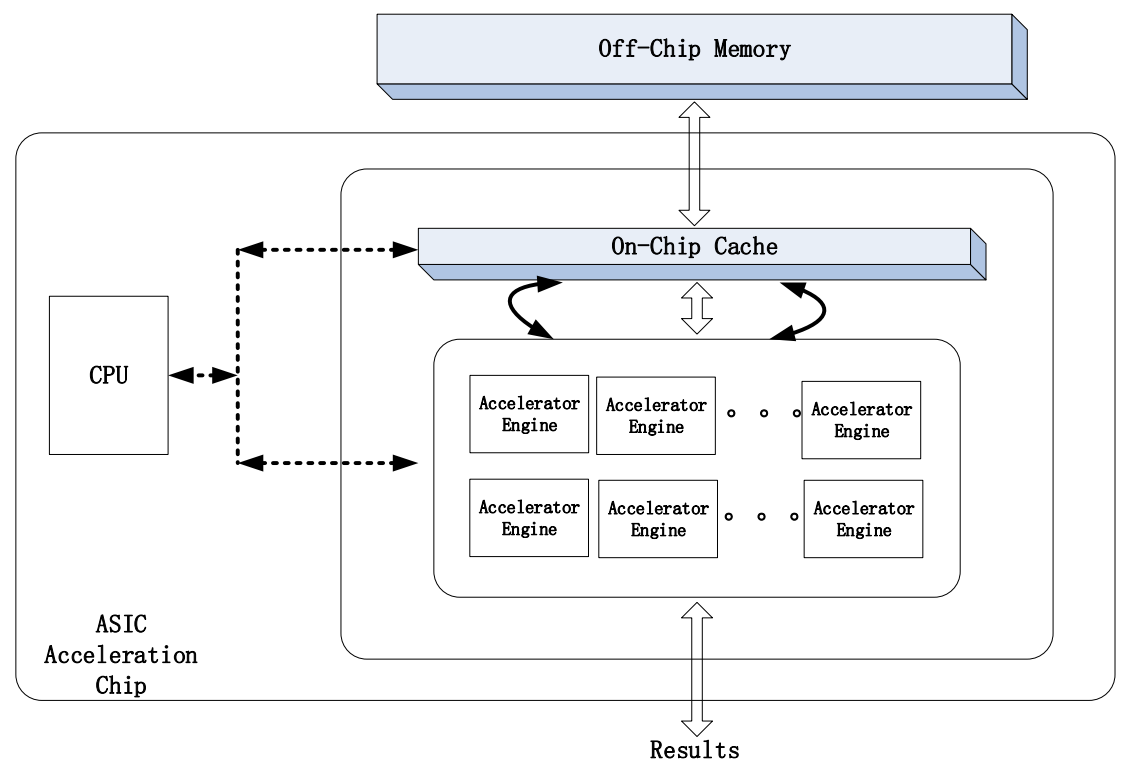 Off-Chip Memory
On-Chip Cache
CPU
Accelerator
Engine
Accelerator
Engine
Accelerator
Engine
Accelerator
Engine
Accelerator
Engine
Accelerator
Engine
ASIC
Acceleration
Chip
Results